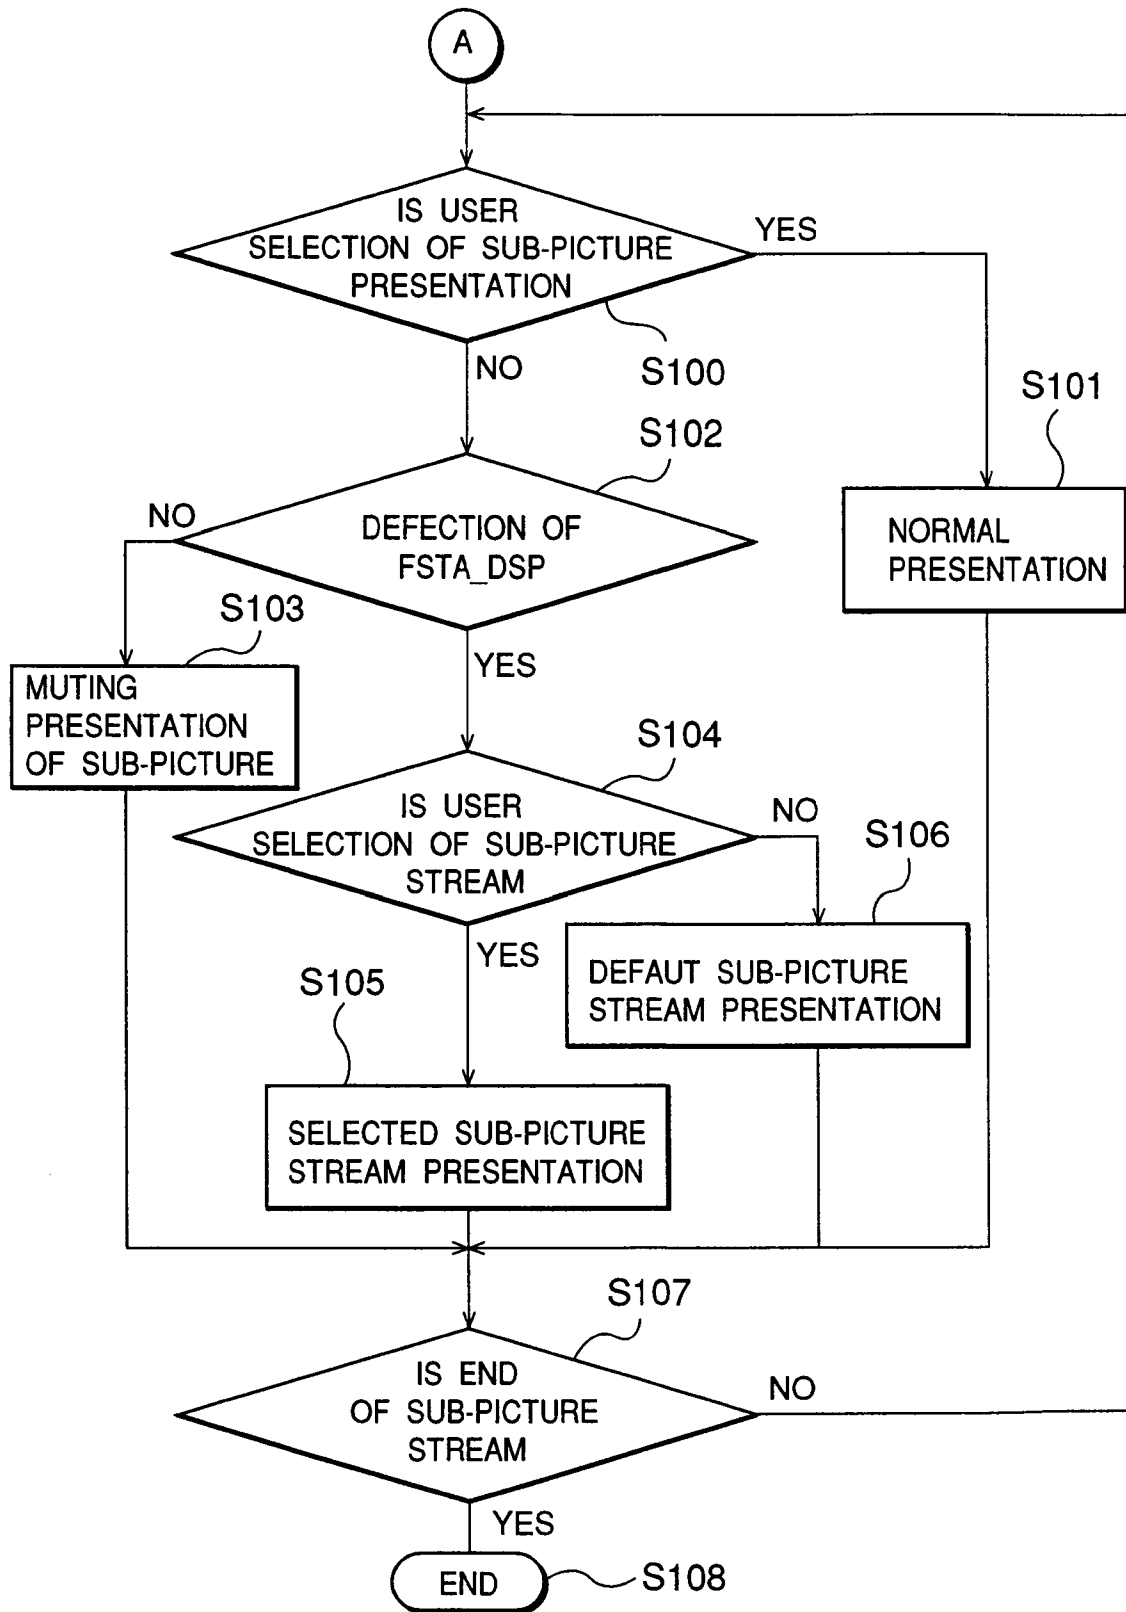 A
IS USER
SELECTION OF SUB-PICTURE
PRESENTATION
YES
S100
NO
S101
S102
NORMAL
PRESENTATION
NO
DEFECTION OF
FSTA_DSP
S103
YES
MUTING
PRESENTATION
OF SUB-PICTURE
S104
IS USER
SELECTION OF SUB-PICTURE
STREAM
NO
S106
YES
DEFAUT SUB-PICTURE
STREAM PRESENTATION
S105
SELECTED SUB-PICTURE
STREAM PRESENTATION
S107
IS END
OF SUB-PICTURE
STREAM
NO
YES
END
S108